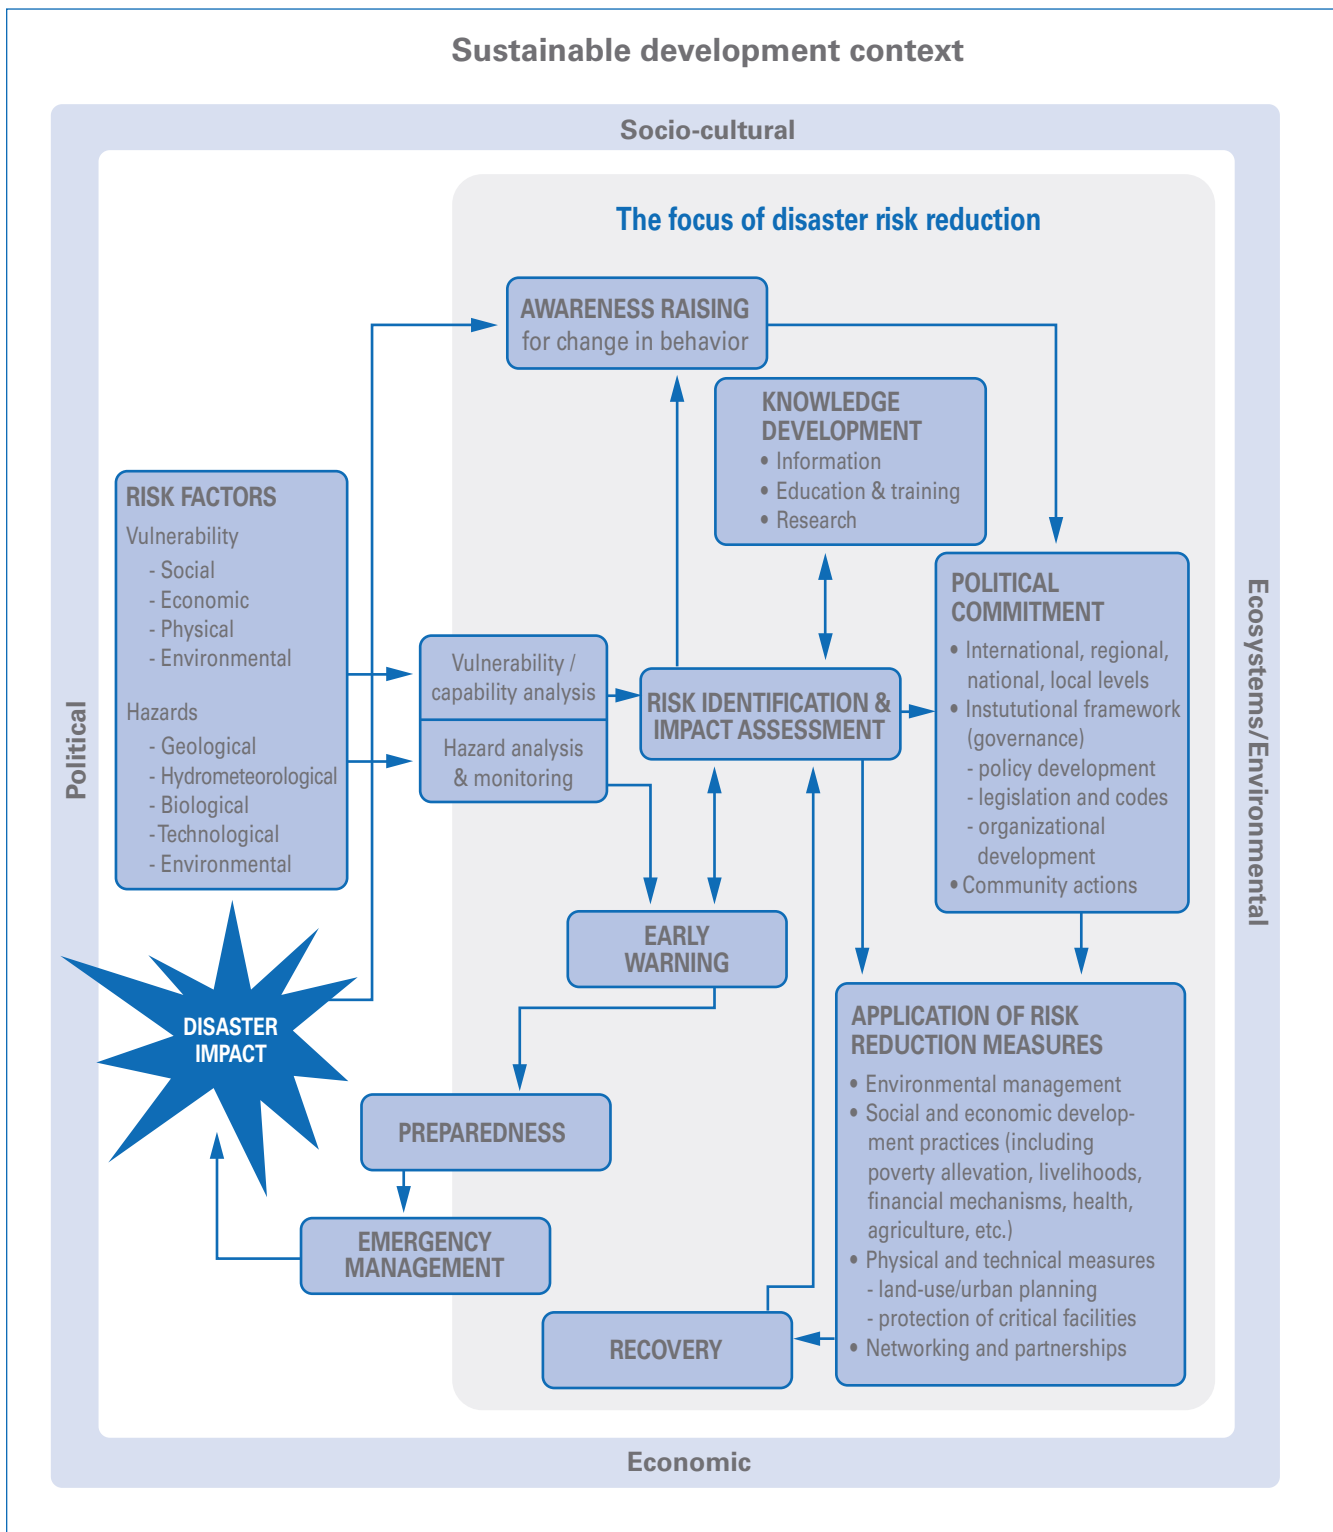 Sustainable development context
Socio-cultural
The focus of disaster risk reduction
AWARENESS RAISING
for change in behavior
KNOWLEDGE
DEVELOPMENT
• Information
• Education & training
• Research
RISK FACTORS
Vulnerability
- Social
- Economic
- Physical
- Environmental
Hazards
- Geological
- Hydrometeorological
- Biological
- Technological
- Environmental
Political
Vulnerability /
capability analysis
Hazard analysis
& monitoring
RISK IDENTIFICATION &
IMPACT ASSESSMENT
POLITICAL
COMMITMENT
• International, regional,
national, local levels
• Instutional framework
(governance)
- policy development
- legislation and codes
- organizational
development
• Community actions
Ecosystems/Environmental
EARLY
WARNING
DISASTER
IMPACT
PREPAREDNESS
EMERGENCY
MANAGEMENT
APPLICATION OF RISK
REDUCTION MEASURES
• Environmental management
• Social and economic develop-
ment practices (including
poverty allevation, livelihoods,
financial mechanisms, health,
agriculture, etc.)
• Physical and technical measures
- land-use/urban planning
- protection of critical facilities
• Networking and partnerships
RECOVERY
Economic